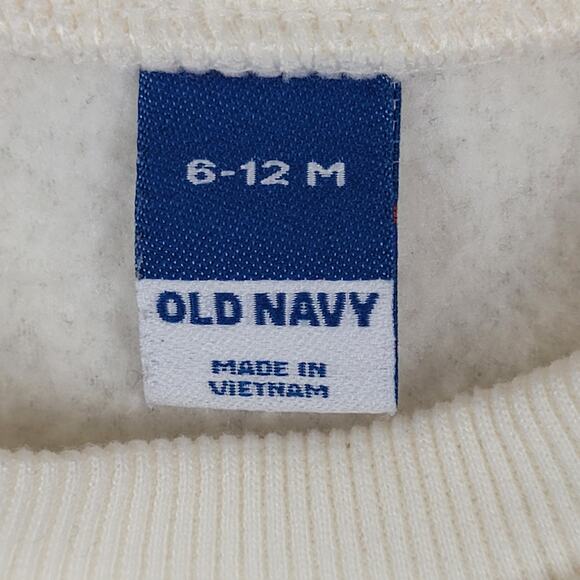 6-12 M
OLD NAVY
MADE IN
VIETNAM